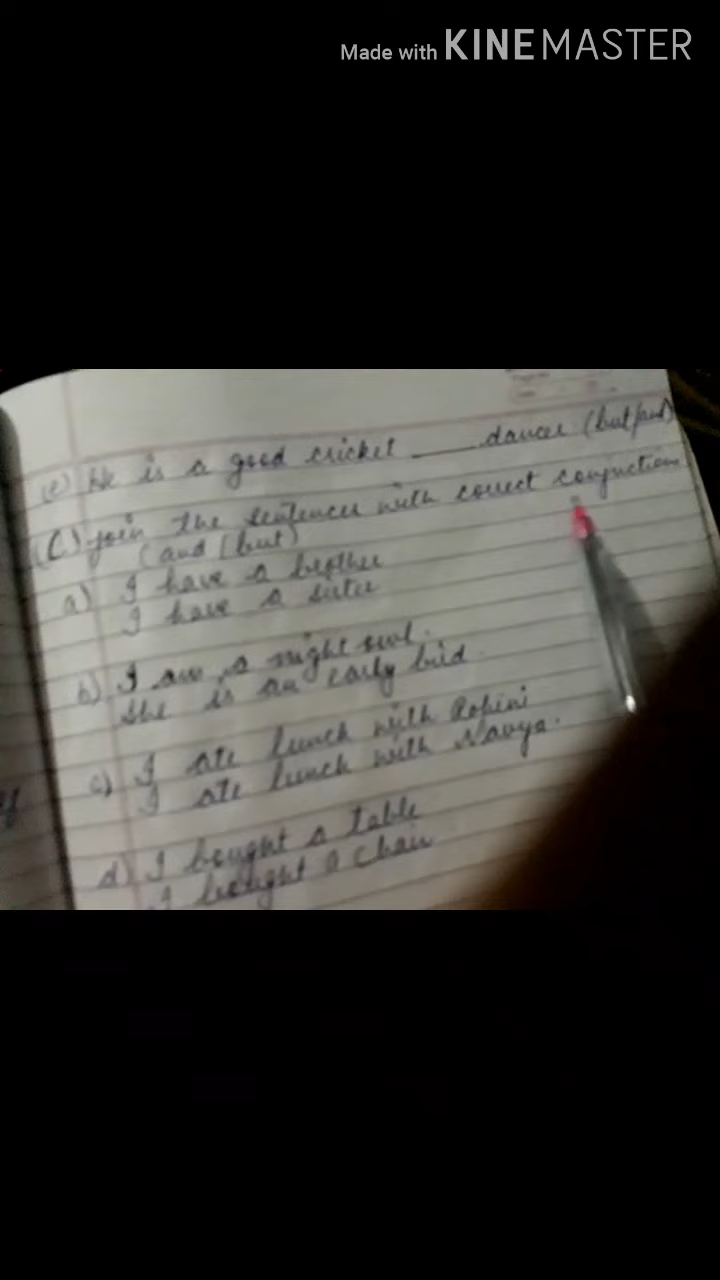 Made with KINEMASTER
(e) He is a good cricket ____ dancer (but/and)
(C) Join the sentences with correct conjuction
(and / but)
a) I have a brother
I have a sister
b) I am a night owl.
She is an early bird.
c) I ate lunch with Rohini
I ate lunch with Navya.
d) I bought a table
I bought a chair